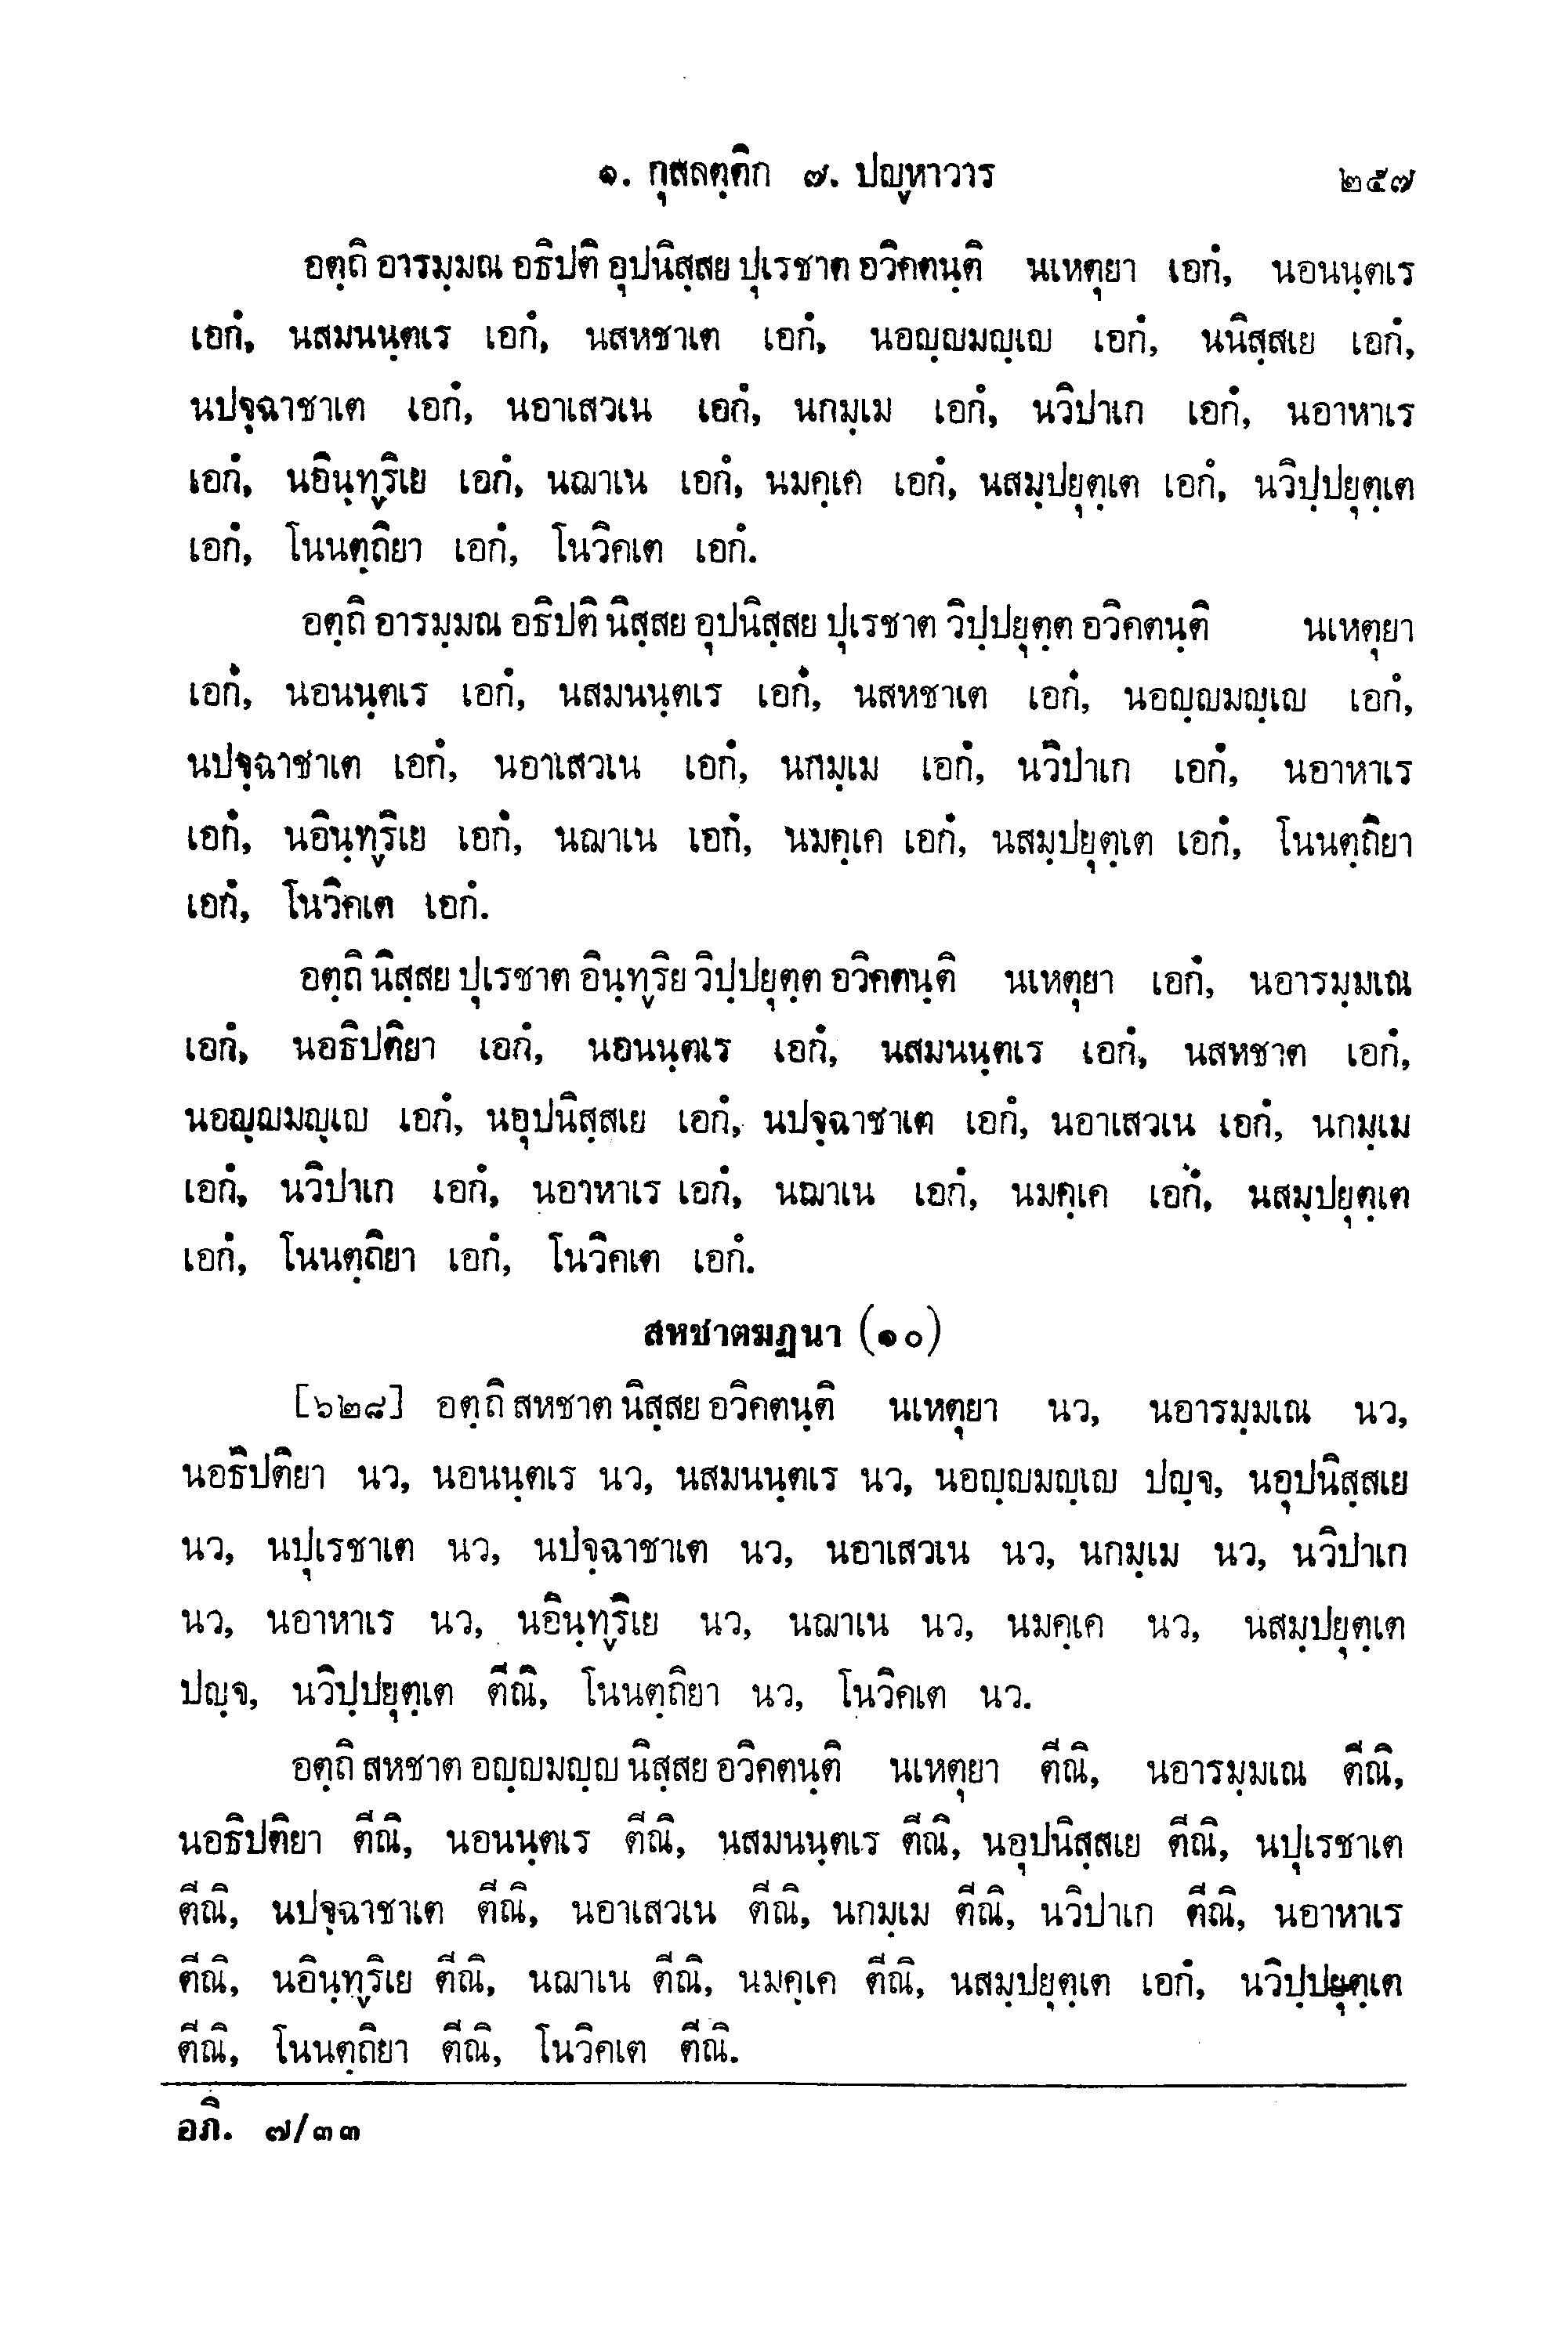 ๑. กุสลตฺติก ๗. ปญฺหาวาร ๒๕๗
อตฺถิ อารมฺมณ อธิปติ อุปนิสฺสย ปุเรชาต อวิคตนฺติ นเหตุยา เอกํ, นอนนฺตเร
เอกํ, นสมนนฺตเร เอกํ, นสหชาเต เอกํ, นอญฺญมญฺเญ เอกํ, นนิสฺสเย เอกํ,
นปจฺฉาชาเต เอกํ, นอาเสวเน เอกํ, นกมฺเม เอกํ, นวิปาเก เอกํ, นอาหาเร
เอกํ, นอินฺทฺริเย เอกํ, นฌาเน เอกํ, นมคฺเค เอกํ, นสมฺปยุตฺเต เอกํ, นวิปฺปยุตฺเต
เอกํ, โนนตฺถิยา เอกํ, โนวิคเต เอกํ.
อตฺถิ อารมฺมณ อธิปติ นิสฺสย อุปนิสฺสย ปุเรชาต วิปฺปยุตฺต อวิคตนฺติ นเหตุยา
เอกํ, นอนนฺตเร เอกํ, นสมนนฺตเร เอกํ, นสหชาเต เอกํ, นอญฺญมญฺเญ เอกํ,
นปจฺฉาชาเต เอกํ, นอาเสวเน เอกํ, นกมฺเม เอกํ, นวิปาเก เอกํ, นอาหาเร
เอกํ, นอินฺทฺริเย เอกํ, นฌาเน เอกํ, นมคฺเค เอกํ, นสมฺปยุตฺเต เอกํ, โนนตฺถิยา
เอกํ, โนวิคเต เอกํ.
อตฺถิ นิสฺสย ปุเรชาต อินฺทฺริย วิปฺปยุตฺต อวิคตนฺติ นเหตุยา เอกํ, นอารมฺมเณ
เอกํ, นอธิปติยา เอกํ, นอนนฺตเร เอกํ, นสมนนฺตเร เอกํ, นสหชาต เอกํ,
นอญฺญมญฺเญ เอกํ, นอุปนิสฺสเย เอกํ, นปจฺฉาชาเต เอกํ, นอาเสวเน เอกํ, นกมฺเม
เอกํ, นวิปาเก เอกํ, นอาหาเร เอกํ, นฌาเน เอกํ, นมคฺเค เอกํ, นสมฺปยุตฺเต
เอกํ, โนนตฺถิยา เอกํ, โนวิคเต เอกํ.
สหชาตฆฏนา (๑๐)
[๖๒๘] อตฺถิ สหชาต นิสฺสย อวิคตนฺติ นเหตุยา นว, นอารมฺมเณ นว,
นอธิปติยา นว, นอนนฺตเร นว, นสมนนฺตเร นว, นอญฺญมญฺเญ ปญฺจ, นอุปนิสฺสเย
นว, นปุเรชาเต นว, นปจฺฉาชาเต นว, นอาเสวเน นว, นกมฺเม นว, นวิปาเก
นว, นอาหาเร นว, นอินฺทฺริเย นว, นฌาเน นว, นมคฺเค นว, นสมฺปยุตฺเต
ปญฺจ, นวิปฺปยุตฺเต ตีณิ, โนนตฺถิยา นว, โนวิคเต นว.
อตฺถิ สหชาต อญฺญมญฺญ นิสฺสย อวิคตนฺติ นเหตุยา ตีณิ, นอารมฺมเณ ตีณิ,
นอธิปติยา ตีณิ, นอนนฺตเร ตีณิ, นสมนนฺตเร ตีณิ, นอุปนิสฺสเย ตีณิ, นปุเรชาเต
ตีณิ, นปจฺฉาชาเต ตีณิ, นอาเสวเน ตีณิ, นกมฺเม ตีณิ, นวิปาเก ตีณิ, นอาหาเร
ตีณิ, นอินฺทฺริเย ตีณิ, นฌาเน ตีณิ, นมคฺเค ตีณิ, นสมฺปยุตฺเต เอกํ, นวิปฺปยุตฺเต
ตีณิ, โนนตฺถิยา ตีณิ, โนวิคเต ตีณิ.
อภิ. ๗/๓๓